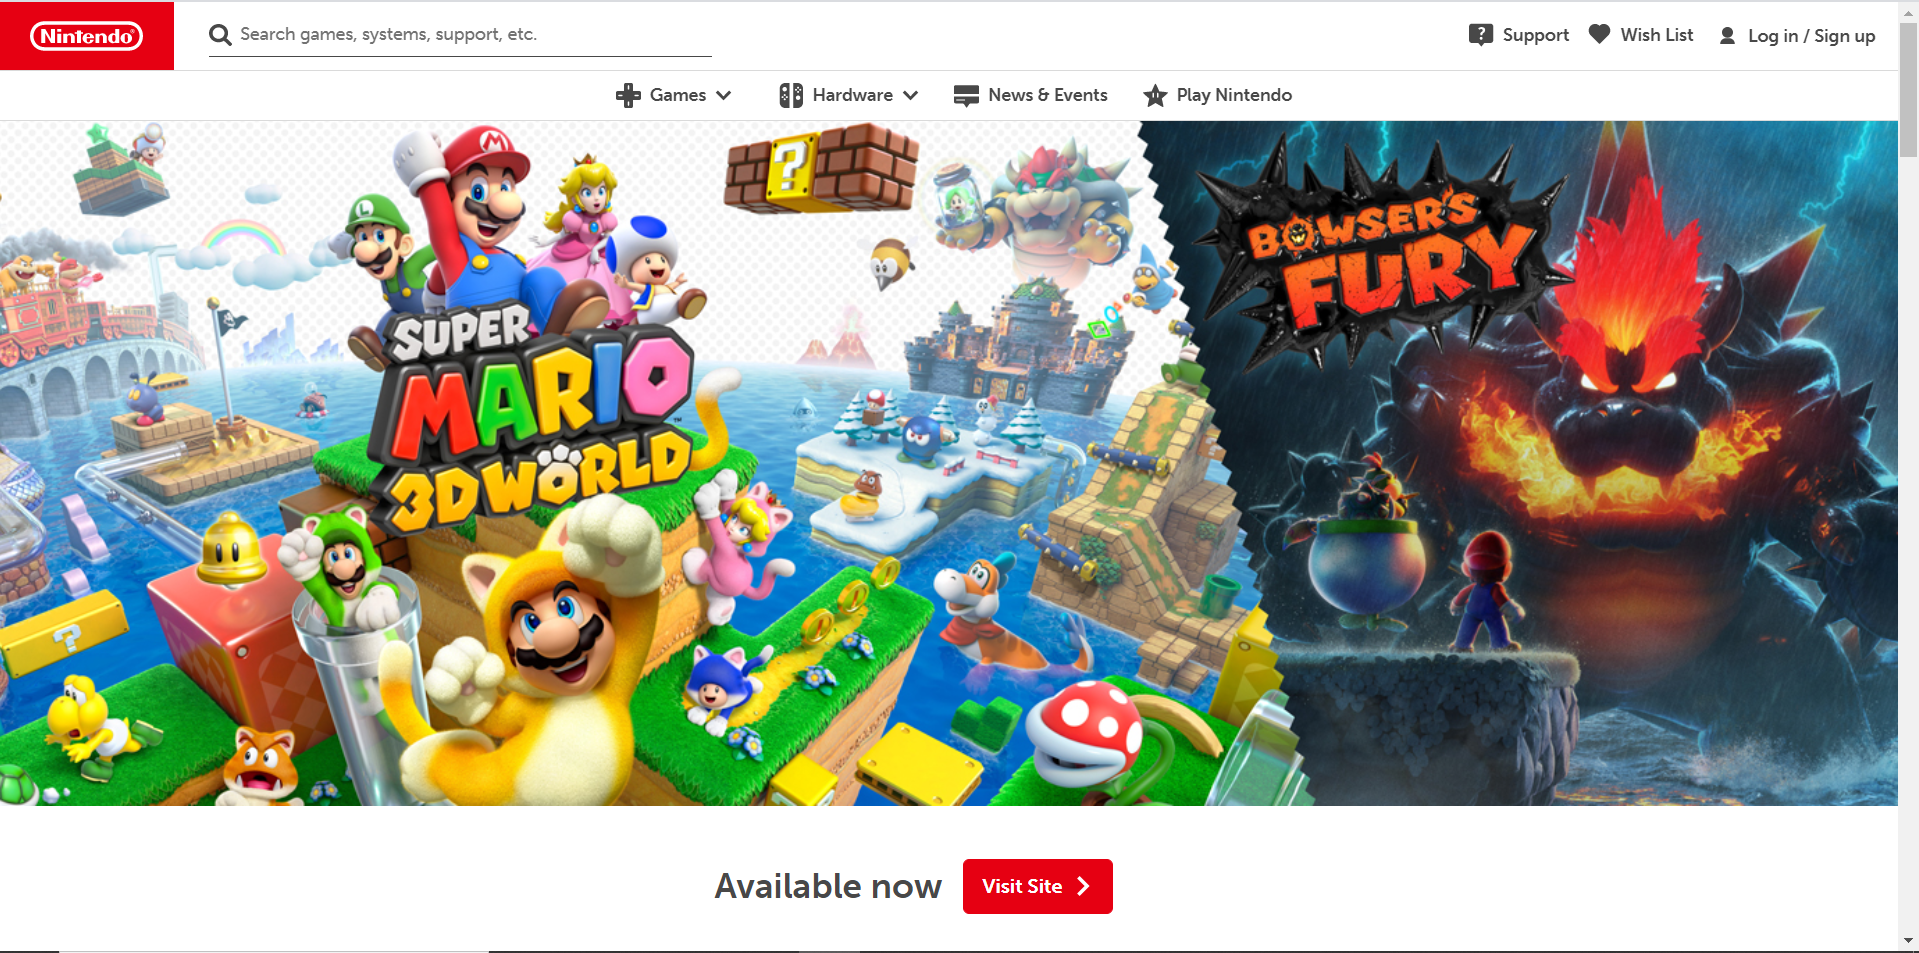 Nintendo®
Search games, systems, support, etc.
Support
Wish List
Log in / Sign up
Games
Hardware
News & Events
Play Nintendo
SUPER
MARIO™
3D WORLD
BOWSER'S
FURY
Available now
Visit Site